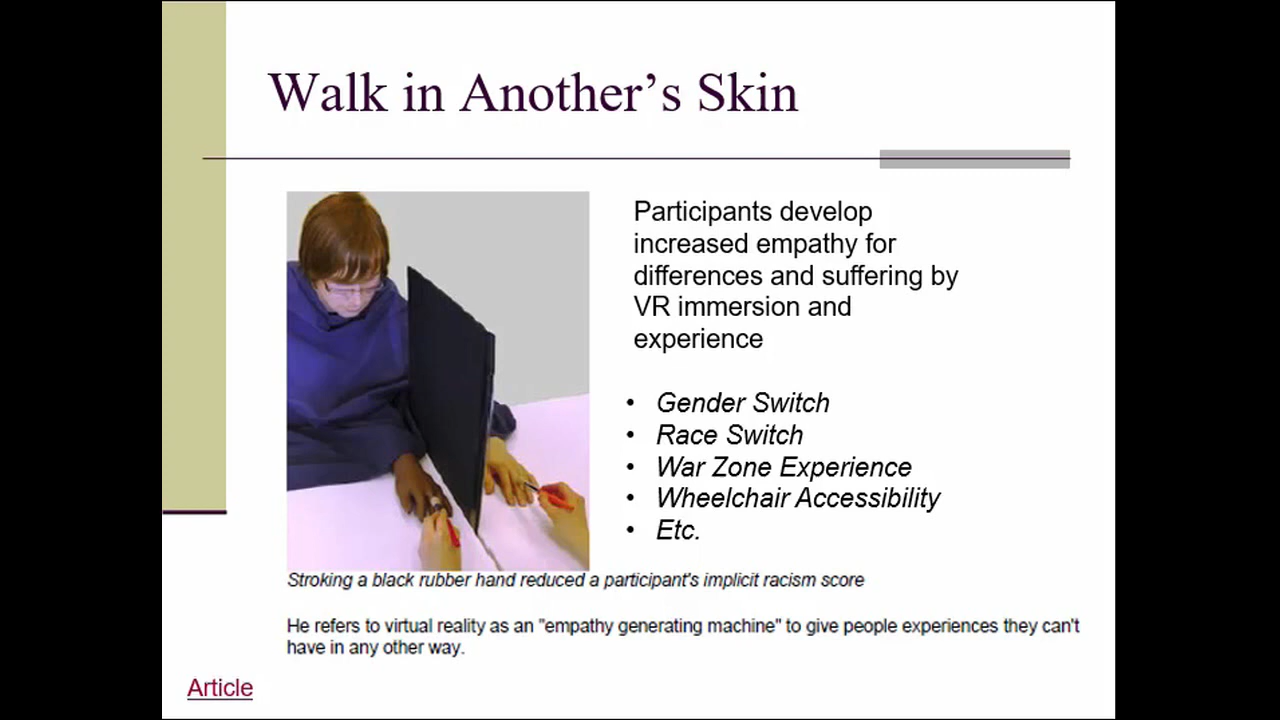 Walk in Another’s Skin
Participants develop
increased empathy for
differences and suffering by
VR immersion and
experience
• Gender Switch
• Race Switch
• War Zone Experience
• Wheelchair Accessibility
• Etc.
Stroking a black rubber hand reduced a participant's implicit racism score
He refers to virtual reality as an "empathy generating machine" to give people experiences they can't
have in any other way.
Article